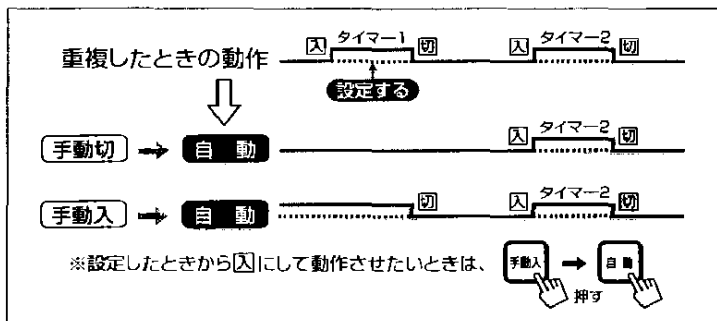 入 タイマー1 切 入 タイマー2 切
重複したときの動作
設定する
手動切 → 自動 入 タイマー2 切
手動入 → 自動 切 入 タイマー2 切
※設定したときから入にして動作させたいときは、 手動入 → 自動
押す